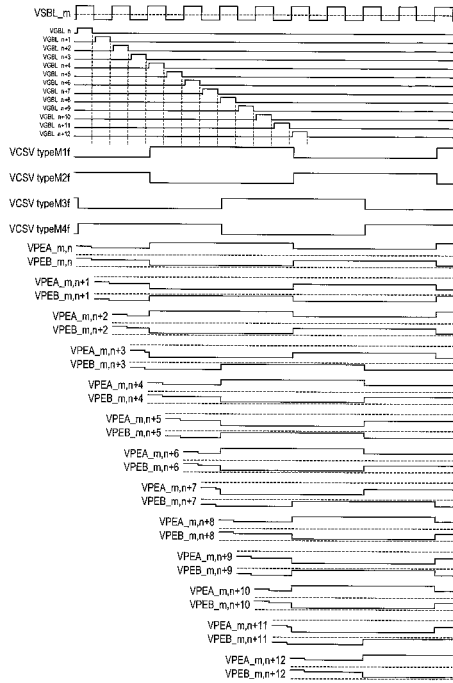 VSBL_m
VGBL n
VGBL n+1
VGBL n+2
VGBL n+3
VGBL n+4
VGBL n+5
VGBL n+6
VGBL n+7
VGBL n+8
VGBL n+9
VGBL n+10
VGBL n+11
VGBL n+12
VCSV typeM1f
VCSV typeM2f
VCSV typeM3f
VCSV typeM4f
VPEA_m,n
VPEB_m,n
VPEA_m,n+1
VPEB_m,n+1
VPEA_m,n+2
VPEB_m,n+2
VPEA_m,n+3
VPEB_m,n+3
VPEA_m,n+4
VPEB_m,n+4
VPEA_m,n+5
VPEB_m,n+5
VPEA_m,n+6
VPEB_m,n+6
VPEA_m,n+7
VPEB_m,n+7
VPEA_m,n+8
VPEB_m,n+8
VPEA_m,n+9
VPEB_m,n+9
VPEA_m,n+10
VPEB_m,n+10
VPEA_m,n+11
VPEB_m,n+11
VPEA_m,n+12
VPEB_m,n+12